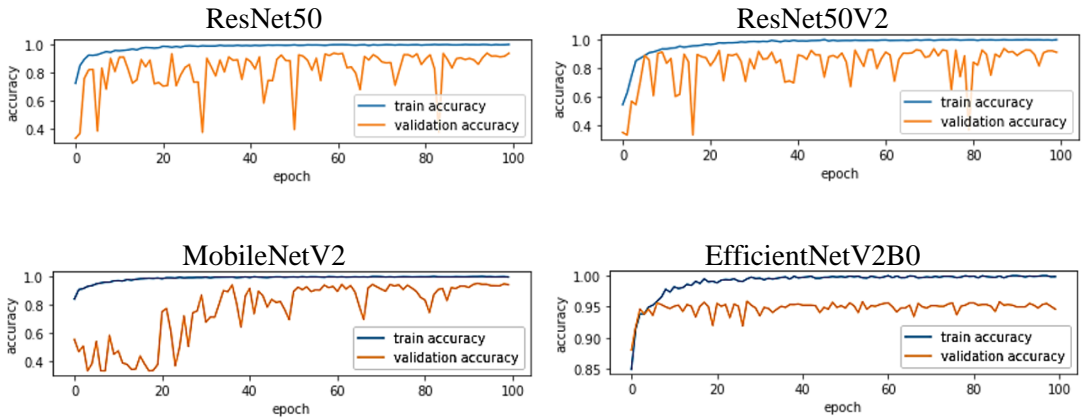 ResNet50
1.0
0.8
0.6
0.4
accuracy
train accuracy
validation accuracy
0 20 40 60 80 100
epoch
ResNet50V2
1.0
0.8
0.6
0.4
accuracy
train accuracy
validation accuracy
0 20 40 60 80 100
epoch
MobileNetV2
1.0
0.8
0.6
0.4
accuracy
train accuracy
validation accuracy
0 20 40 60 80 100
epoch
EfficientNetV2B0
1.00
0.95
0.90
0.85
accuracy
train accuracy
validation accuracy
0 20 40 60 80 100
epoch